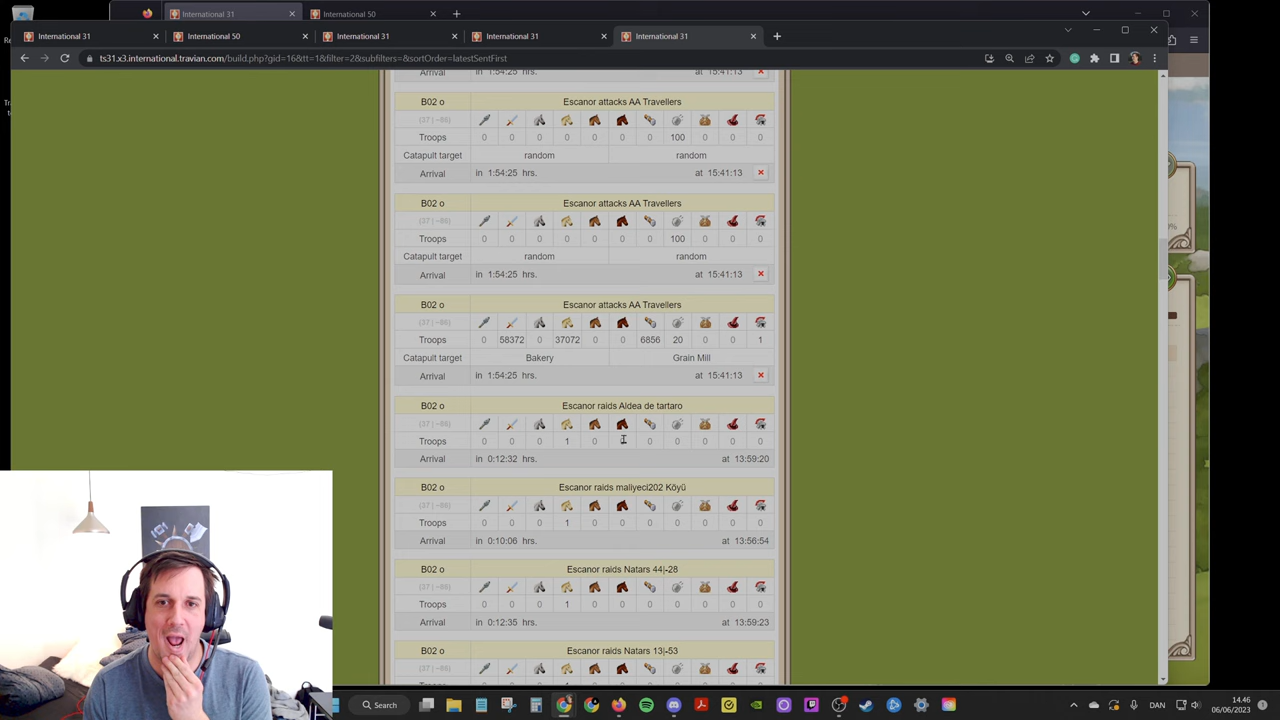 International 31
International 50
International 31
International 50
International 31
International 31
International 31
ts31.x3.international.travian.com/build.php?gid=16&tt=1&filter=2&subfilters=&sortOrder=latestSentFirst
in 1:54:25 hrs. at 15:41:13
B02 o Escanor attacks AA Travellers
Troops 0 0 0 0 0 0 0 100 0 0 0
Catapult target random random
Arrival in 1:54:25 hrs. at 15:41:13
B02 o Escanor attacks AA Travellers
(37 | −86)
Troops 0 0 0 0 0 0 0 100 0 0 0
Catapult target random random
Arrival in 1:54:25 hrs. at 15:41:13
B02 o Escanor attacks AA Travellers
(37 | −86)
Troops 0 58372 0 37072 0 0 6856 20 0 0 1
Catapult target Bakery Grain Mill
Arrival in 1:54:25 hrs. at 15:41:13
B02 o Escanor raids Aldea de tartaro
(37 | −86)
Troops 0 0 0 1 0 0 0 0 0 0
Arrival in 0:12:32 hrs. at 13:59:20
B02 o Escanor raids maliyeci202 Köyü
(37 | −86)
Troops 0 0 0 1 0 0 0 0 0 0 0
Arrival in 0:10:06 hrs. at 13:56:54
B02 o Escanor raids Natars 44|-28
(37 | −86)
Troops 0 0 0 1 0 0 0 0 0 0 0
Arrival in 0:12:35 hrs. at 13:59:23
B02 o Escanor raids Natars 13|-53
Search
DAN
14.46
06/06/2023